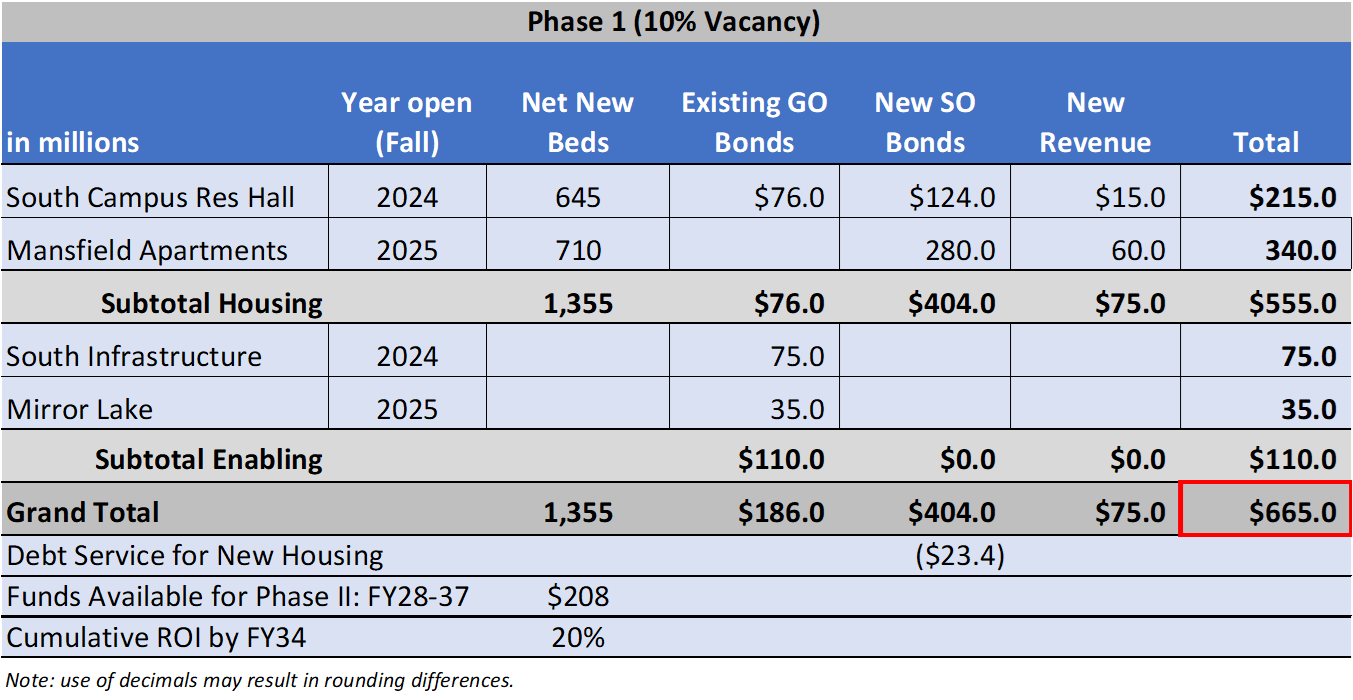 Phase 1 (10% Vacancy)
in millions Year open (Fall) Net New Beds Existing GO Bonds New SO Bonds New Revenue Total
South Campus Res Hall 2024 645 $76.0 $124.0 $15.0 $215.0
Mansfield Apartments 2025 710 280.0 60.0 340.0
Subtotal Housing 1,355 $76.0 $404.0 $75.0 $555.0
South Infrastructure 2024 75.0 75.0
Mirror Lake 2025 35.0 35.0
Subtotal Enabling $110.0 $0.0 $0.0 $110.0
Grand Total 1,355 $186.0 $404.0 $75.0 $665.0
Debt Service for New Housing ($23.4)
Funds Available for Phase II: FY28-37 $208
Cumulative ROI by FY34 20%
Note: use of decimals may result in rounding differences.